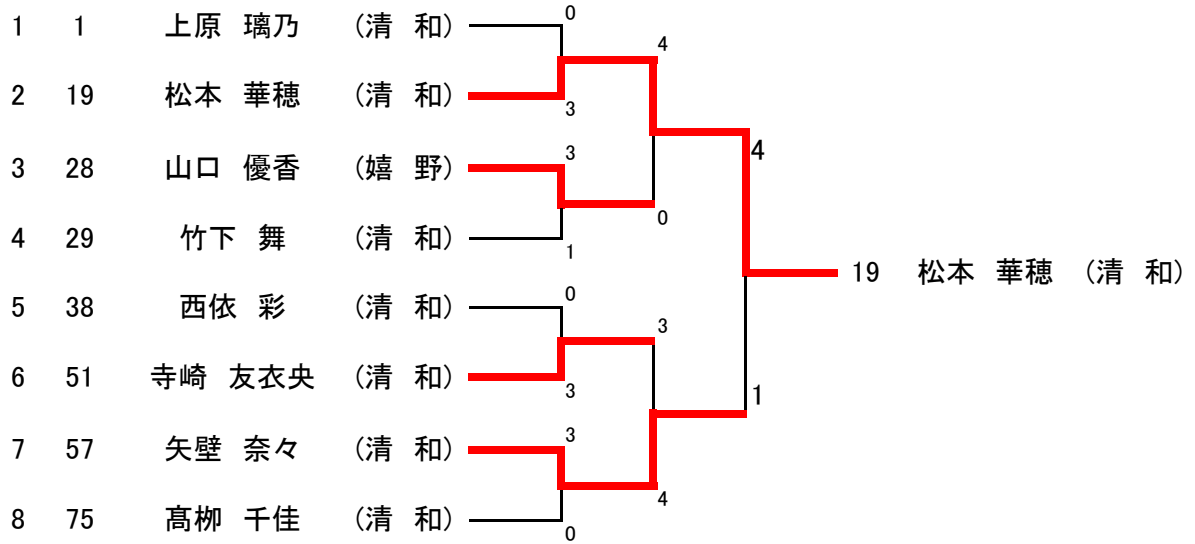 1 1 上原 璃乃 (清 和) 0
4
2 19 松本 華穂 (清 和) 3
3 28 山口 優香 (嬉 野) 3
4
0
4 29 竹下 舞 (清 和) 1
19 松本 華穂 (清 和)
5 38 西依 彩 (清 和) 0
3
6 51 寺崎 友衣央 (清 和) 3
1
7 57 矢壁 奈々 (清 和) 3
4
8 75 髙栁 千佳 (清 和) 0